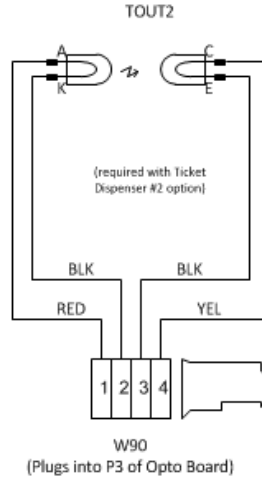 TOUT2
A C
K E
(required with Ticket
Dispenser #2 option)
BLK BLK
RED YEL
1 2 3 4
W90
(Plugs into P3 of Opto Board)